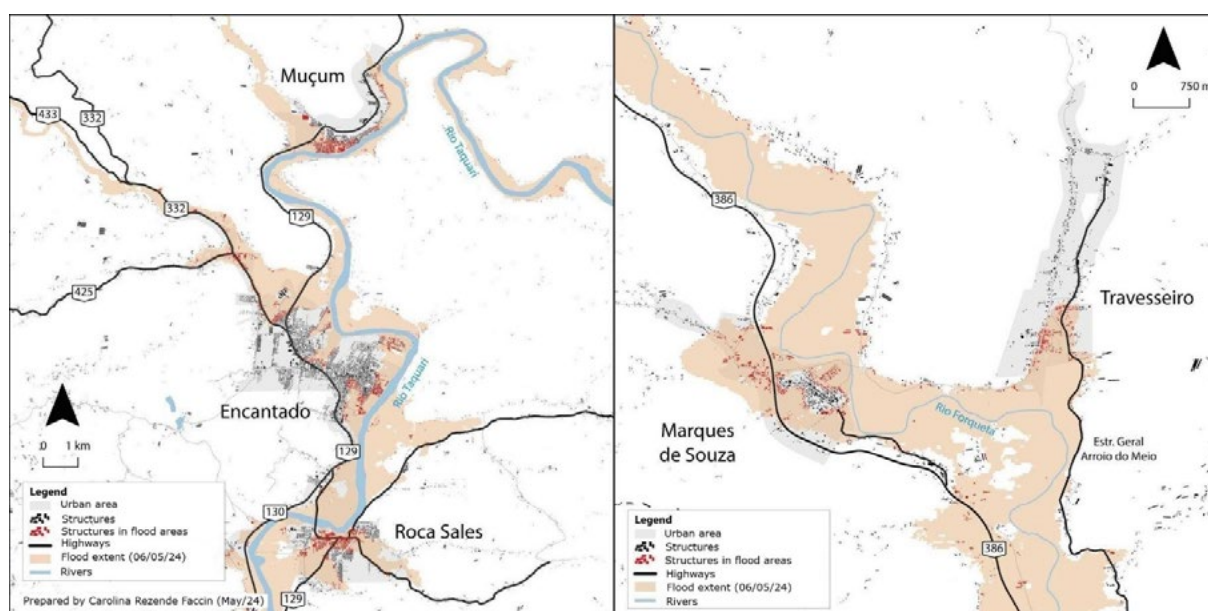 Muçum
433
332
Rio Taquari
332
129
425
Encantado
Rio Taquari
0 1 km
129
130
Roca Sales
129
Legend
Urban area
Structures
Structures in flood areas
Highways
Flood extent (06/05/24)
Rivers
Prepared by Carolina Rezende Faccin (May/24)
0 750 m
386
Travesseiro
Rio Forqueta
Marques
de Souza
Estr. Geral
Arroio do Meio
386
Legend
Urban area
Structures
Structures in flood areas
Highways
Flood extent (06/05/24)
Rivers